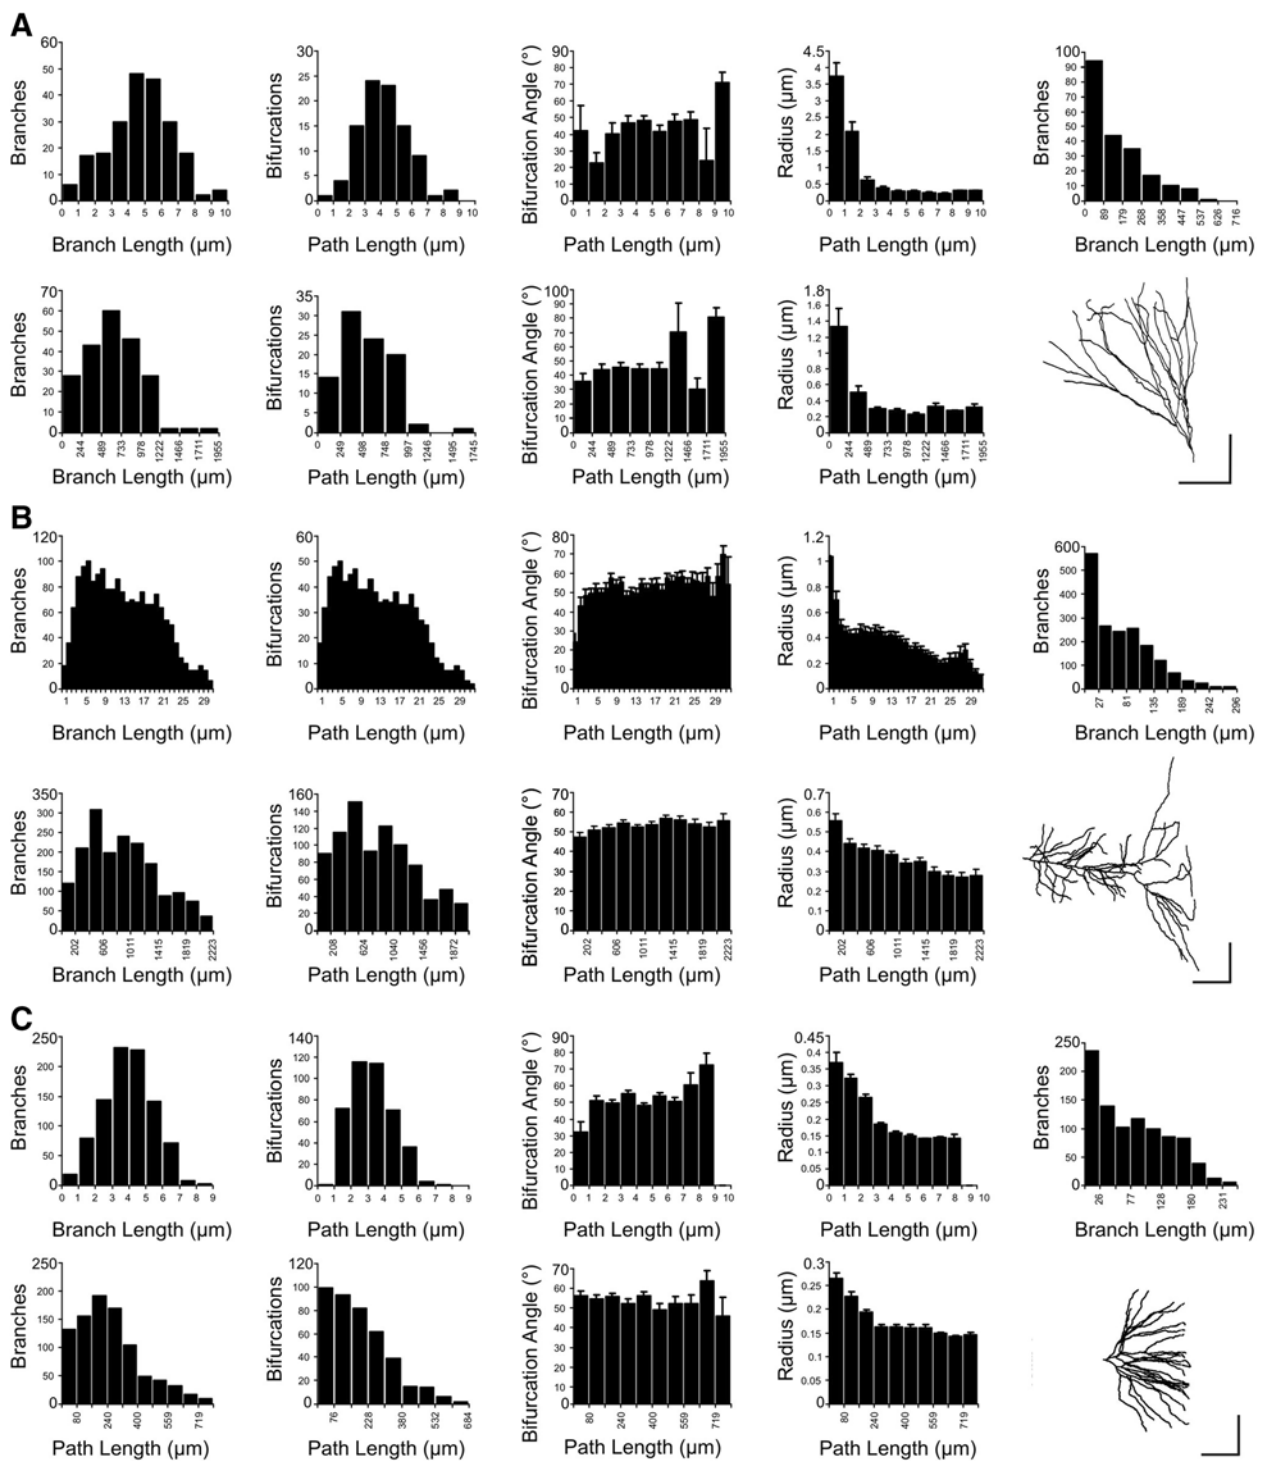 A
60
50
40
30
20
10
0
Branches
0 1 2 3 4 5 6 7 8 9 10
Branch Length (µm)
30
25
20
15
10
5
0
Bifurcations
0 1 2 3 4 5 6 7 8 9 10
Path Length (µm)
90
80
70
60
50
40
30
20
10
0
Bifurcation Angle (°)
0 1 2 3 4 5 6 7 8 9 10
Path Length (µm)
4.5
4
3.5
3
2.5
2
1.5
1
0.5
0
Radius (µm)
0 1 2 3 4 5 6 7 8 9 10
Path Length (µm)
100
90
80
70
60
50
40
30
20
10
0
Branches
0 89 179 268 358 447 537 626 716
Branch Length (µm)
70
60
50
40
30
20
10
0
Branches
0 244 489 733 978 1222 1466 1711 1955
Branch Length (µm)
35
30
25
20
15
10
5
0
Bifurcations
0 249 498 748 997 1246 1495 1745
Path Length (µm)
100
90
80
70
60
50
40
30
20
10
0
Bifurcation Angle (°)
0 244 489 733 978 1222 1466 1711 1955
Path Length (µm)
1.8
1.6
1.4
1.2
1
0.8
0.6
0.4
0.2
0
Radius (µm)
0 244 489 733 978 1222 1466 1711 1955
Path Length (µm)
B
120
100
80
60
40
20
0
Branches
1 5 9 13 17 21 25 29
Branch Length (µm)
60
50
40
30
20
10
0
Bifurcations
1 5 9 13 17 21 25 29
Path Length (µm)
80
70
60
50
40
30
20
10
0
Bifurcation Angle (°)
1 5 9 13 17 21 25 29
Path Length (µm)
1.2
1
0.8
0.6
0.4
0.2
0
Radius (µm)
1 5 9 13 17 21 25 29
Path Length (µm)
600
500
400
300
200
100
0
Branches
27 81 135 189 242 296
Branch Length (µm)
350
300
250
200
150
100
50
0
Branches
202 606 1011 1415 1819 2223
Branch Length (µm)
160
140
120
100
80
60
40
20
0
Bifurcations
208 624 1040 1456 1872
Path Length (µm)
70
60
50
40
30
20
10
0
Bifurcation Angle (°)
202 606 1011 1415 1819 2223
Path Length (µm)
0.7
0.6
0.5
0.4
0.3
0.2
0.1
0
Radius (µm)
202 606 1011 1415 1819 2223
Path Length (µm)
C
250
200
150
100
50
0
Branches
0 1 2 3 4 5 6 7 8 9
Branch Length (µm)
140
120
100
80
60
40
20
0
Bifurcations
0 1 2 3 4 5 6 7 8 9
Path Length (µm)
90
80
70
60
50
40
30
20
10
0
Bifurcation Angle (°)
0 1 2 3 4 5 6 7 8 9 10
Path Length (µm)
0.45
0.4
0.35
0.3
0.25
0.2
0.15
0.1
0.05
0
Radius (µm)
0 1 2 3 4 5 6 7 8 9 10
Path Length (µm)
250
200
150
100
50
0
Branches
26 77 128 180 231
Branch Length (µm)
250
200
150
100
50
0
Branches
80 240 400 559 719
Path Length (µm)
120
100
80
60
40
20
0
Bifurcations
76 228 380 532 684
Path Length (µm)
70
60
50
40
30
20
10
0
Bifurcation Angle (°)
80 240 400 559 719
Path Length (µm)
0.3
0.25
0.2
0.15
0.1
0.05
0
Radius (µm)
80 240 400 559 719
Path Length (µm)